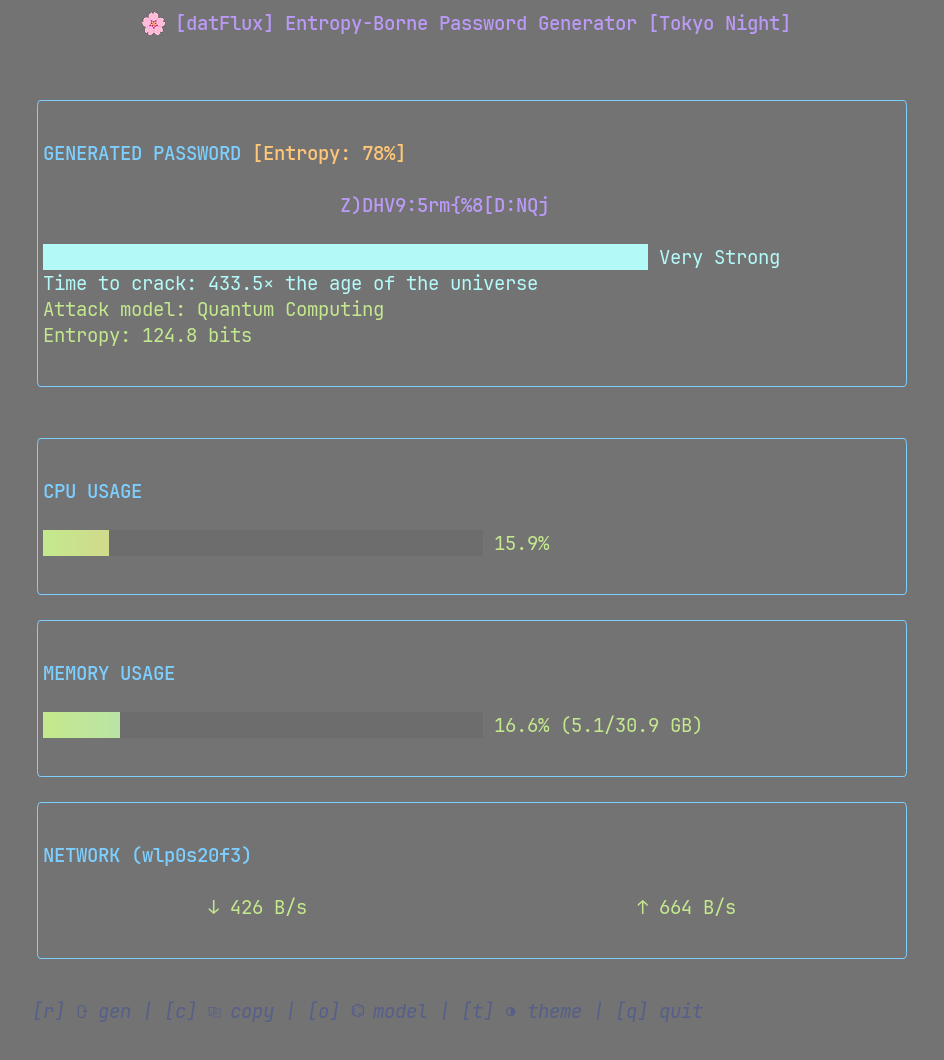 🌸 [datFlux] Entropy-Borne Password Generator [Tokyo Night]
GENERATED PASSWORD [Entropy: 78%]
Z)DHV9:5rm{%8[D:NQj
Very Strong
Time to crack: 433.5× the age of the universe
Attack model: Quantum Computing
Entropy: 124.8 bits
CPU USAGE
15.9%
MEMORY USAGE
16.6% (5.1/30.9 GB)
NETWORK (wlp0s20f3)
↓ 426 B/s ↑ 664 B/s
[r] gen | [c] copy | [o] model | [t] theme | [q] quit